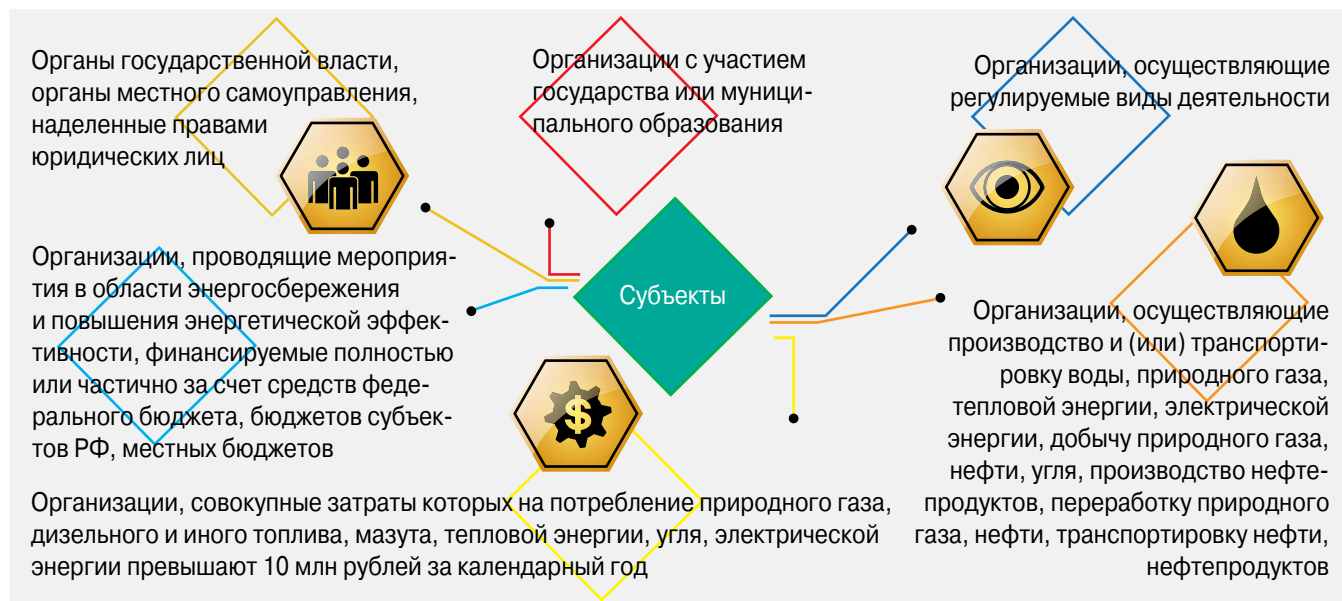 Органы государственной власти,
органы местного самоуправления,
наделенные правами
юридических лиц
Организации с участием
государства или муници-
пального образования
Организации, осуществляющие
регулируемые виды деятельности
Организации, проводящие мероприя-
тия в области энергосбережения
и повышения энергетической эффек-
тивности, финансируемые полностью
или частично за счет средств феде-
рального бюджета, бюджетов субъек-
тов РФ, местных бюджетов
Субъекты
$
Организации, осуществляющие
производство и (или) транспорти-
ровку воды, природного газа,
тепловой энергии, электрической
энергии, добычу природного газа,
нефти, угля, производство нефте-
продуктов, переработку природного
газа, нефти, транспортировку нефти,
нефтепродуктов
Организации, совокупные затраты которых на потребление природного газа,
дизельного и иного топлива, мазута, тепловой энергии, угля, электрической
энергии превышают 10 млн рублей за календарный год